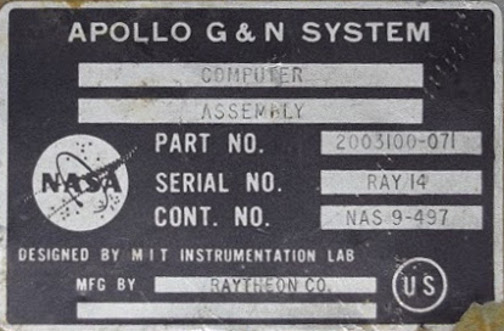 APOLLO G & N SYSTEM
COMPUTER
ASSEMBLY
PART NO. 2003100-071
NASA
SERIAL NO. RAY 14
CONT. NO. NAS 9-497
DESIGNED BY MIT INSTRUMENTATION LAB
MFG BY RAYTHEON CO.
US